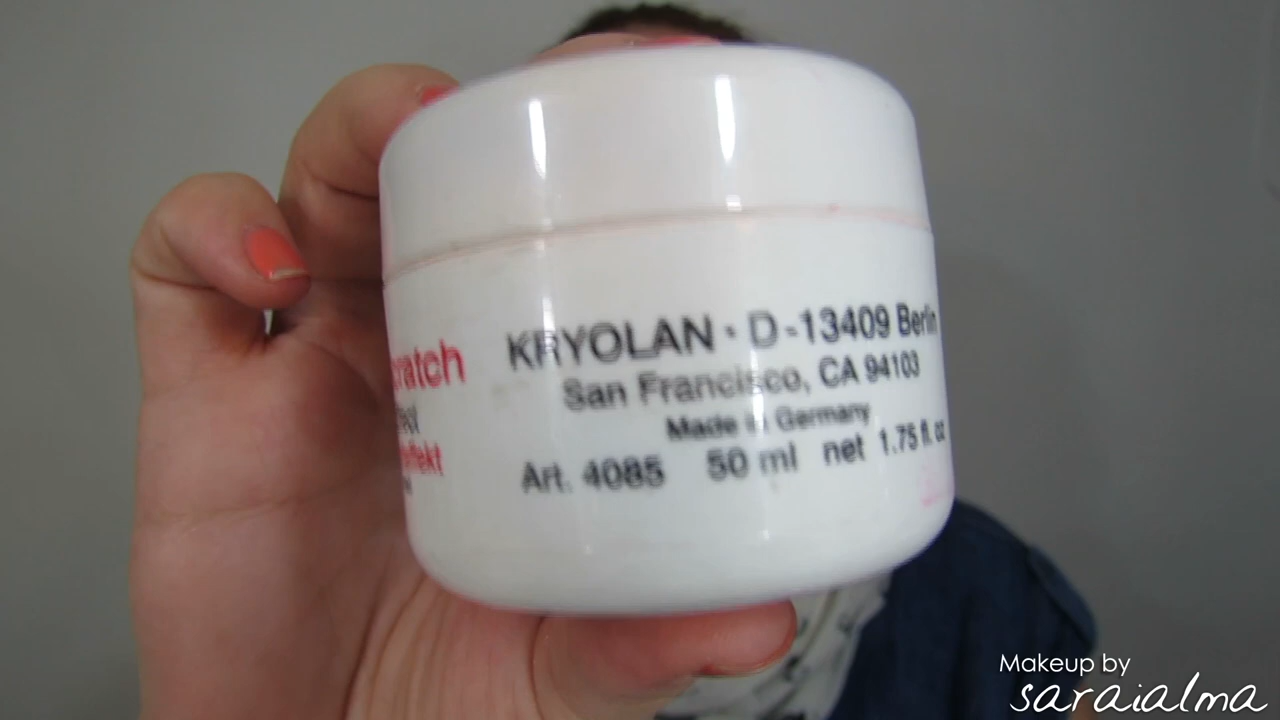 KRYOLAN · D-13409 Berlin
San Francisco, CA 94103
Made in Germany
Art. 4085 50 ml net 1.75 fl. oz
Makeup by
saraialma